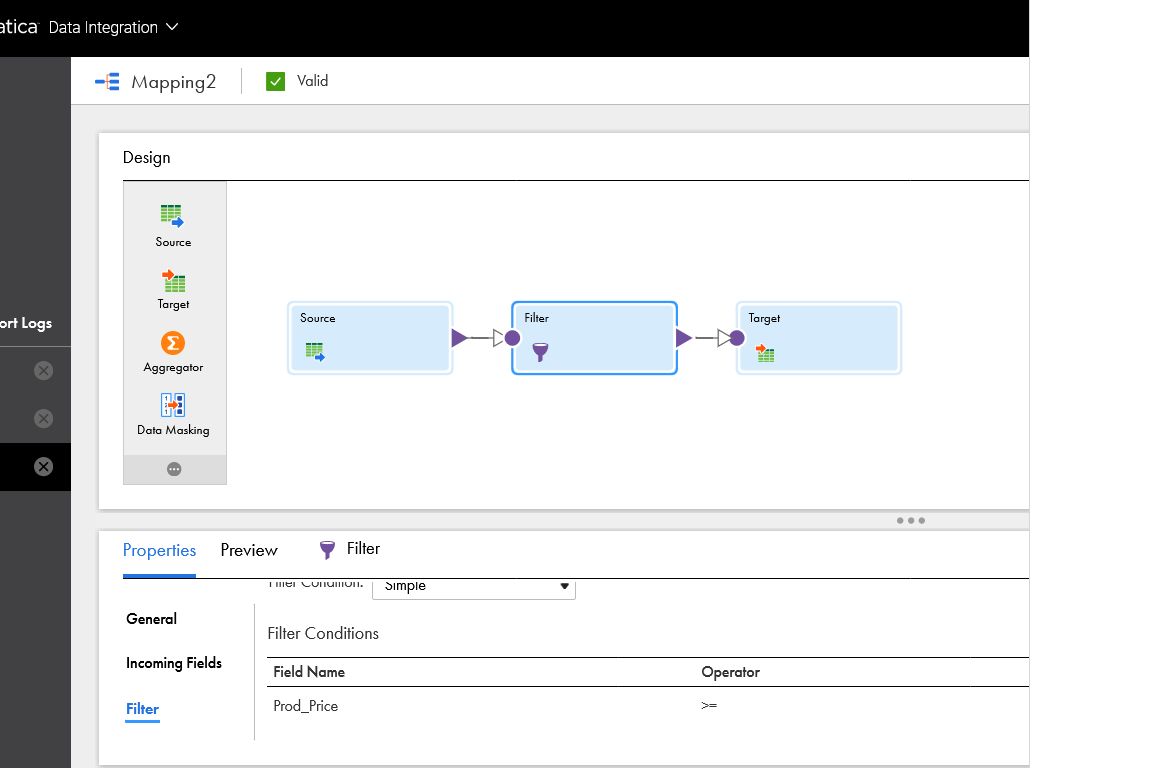 atica Data Integration
Mapping2 Valid
Design
Source
Target
Aggregator
Data Masking
Source
Filter
Target
ort Logs
Properties Preview Filter
Filter Condition: Simple
General
Incoming Fields
Filter
Filter Conditions
Field Name Operator
Prod_Price >=